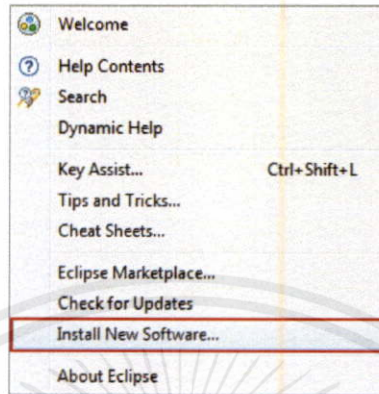 Welcome
Help Contents
Search
Dynamic Help
Key Assist... Ctrl+Shift+L
Tips and Tricks...
Cheat Sheets...
Eclipse Marketplace...
Check for Updates
Install New Software...
About Eclipse